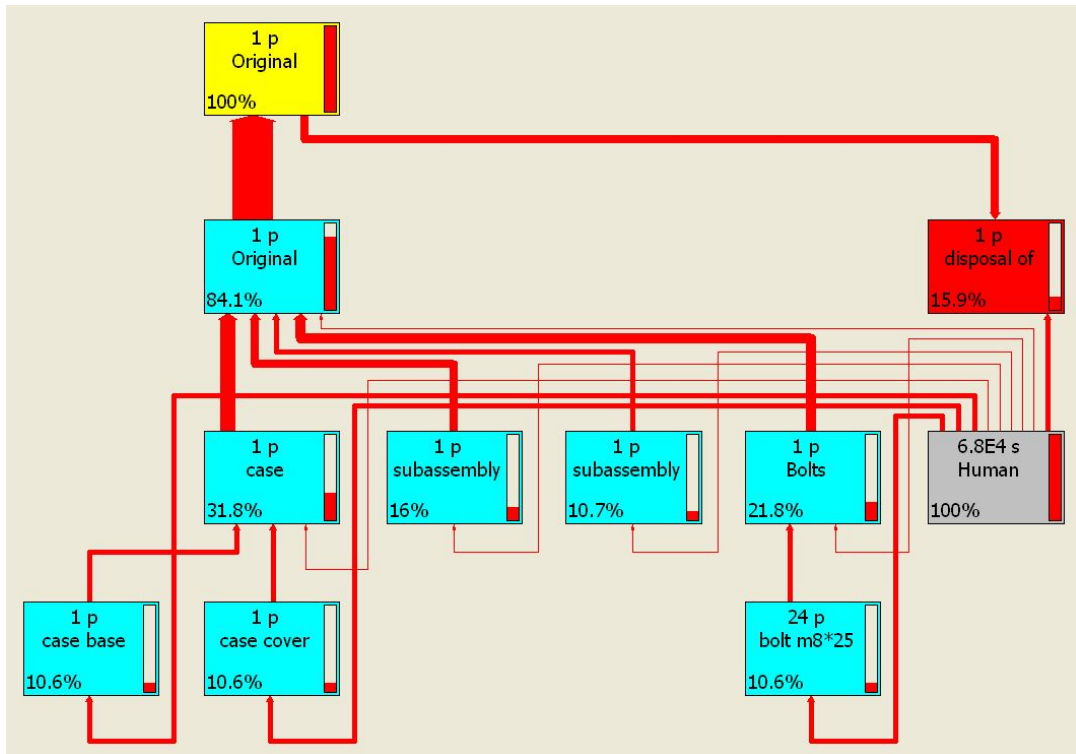 1 p
Original
100%
1 p
Original
84.1%
1 p
disposal of
15.9%
1 p
case
31.8%
1 p
subassembly
16%
1 p
subassembly
10.7%
1 p
Bolts
21.8%
6.8E4 s
Human
100%
1 p
case base
10.6%
1 p
case cover
10.6%
24 p
bolt m8*25
10.6%